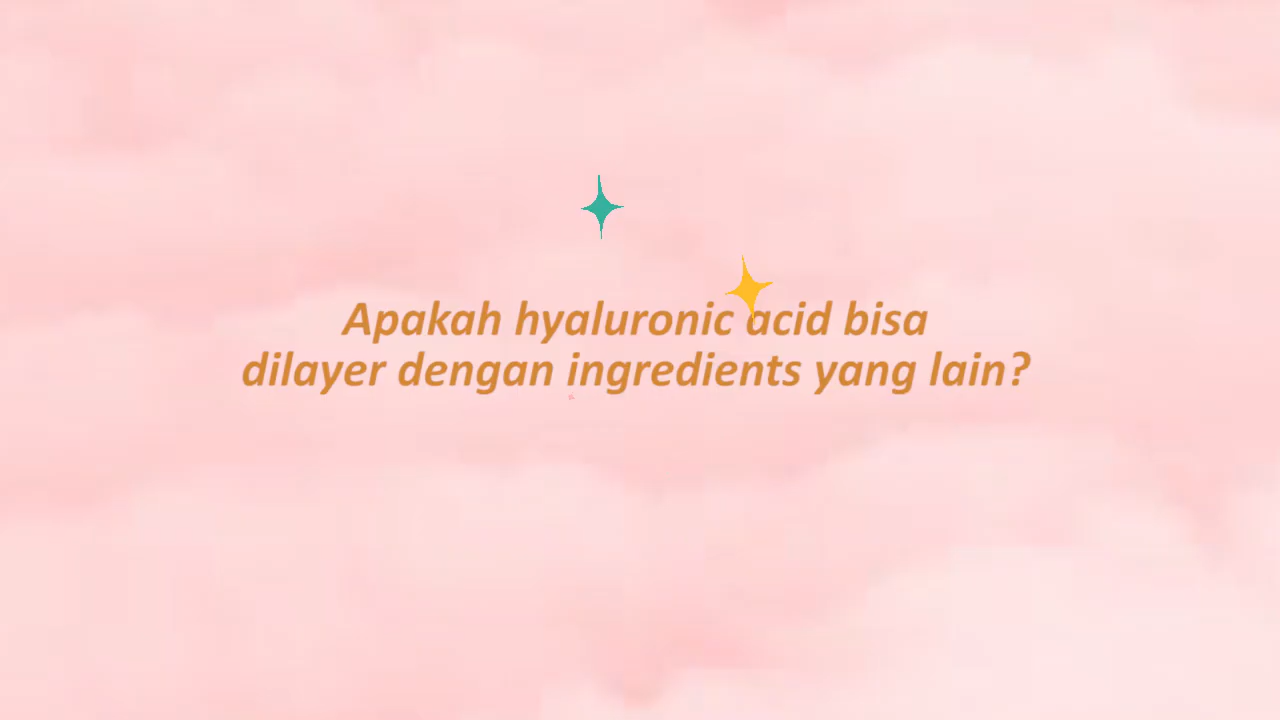 Apakah hyaluronic acid bisa
dilayer dengan ingredients yang lain?